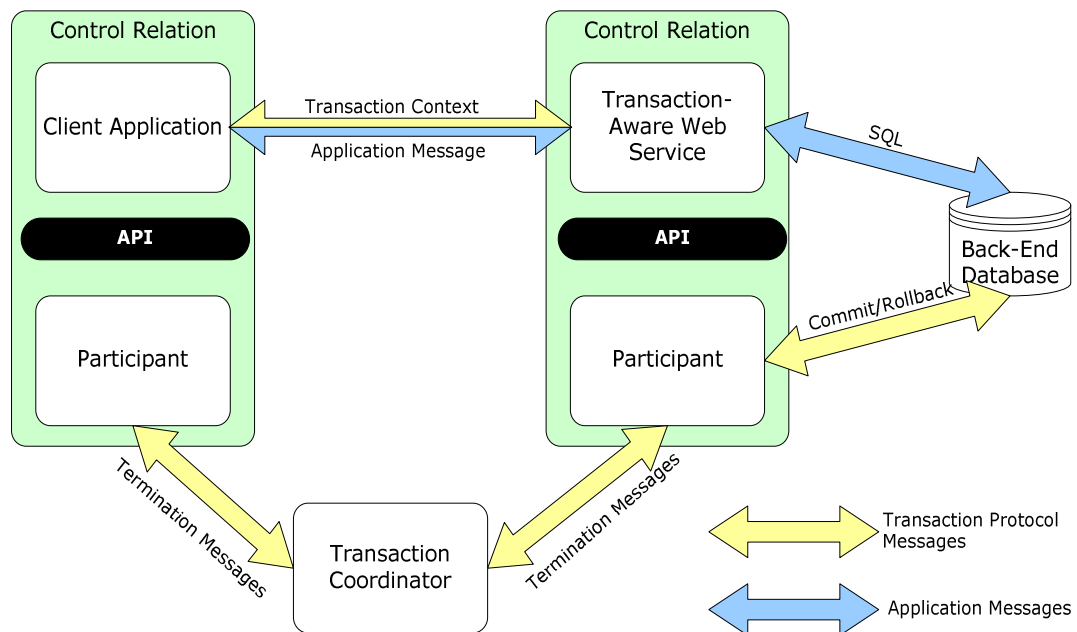 Control Relation
Client Application
API
Participant
Transaction Context
Application Message
Control Relation
Transaction-
Aware Web
Service
API
Participant
SQL
Back-End
Database
Commit/Rollback
Termination Messages
Transaction
Coordinator
Termination Messages
Transaction Protocol
Messages
Application Messages